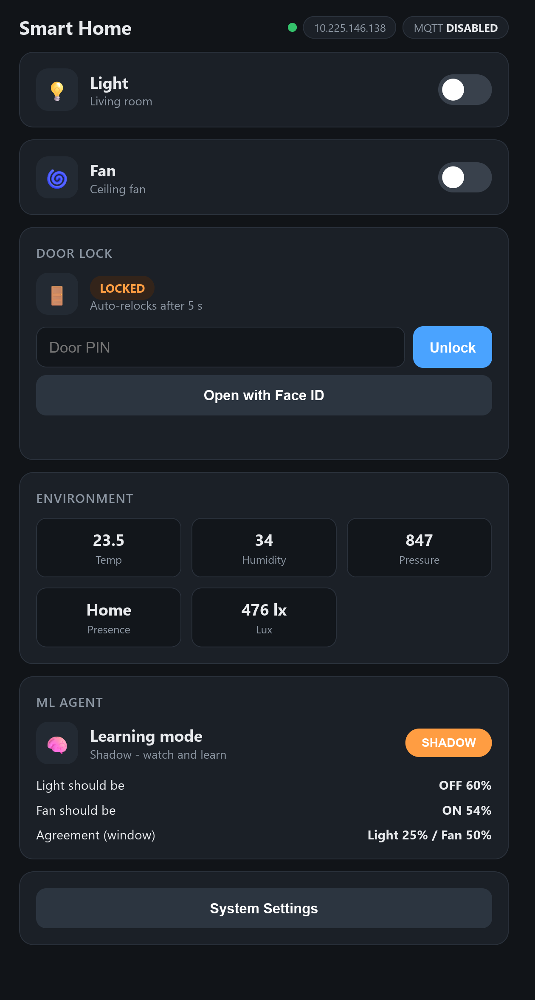 Smart Home
10.225.146.138
MQTT DISABLED
Light
Living room
Fan
Ceiling fan
DOOR LOCK
LOCKED
Auto-relocks after 5 s
Door PIN
Unlock
Open with Face ID
ENVIRONMENT
23.5
Temp
34
Humidity
847
Pressure
Home
Presence
476 lx
Lux
ML AGENT
Learning mode
Shadow - watch and learn
SHADOW
Light should be OFF 60%
Fan should be ON 54%
Agreement (window) Light 25% / Fan 50%
System Settings